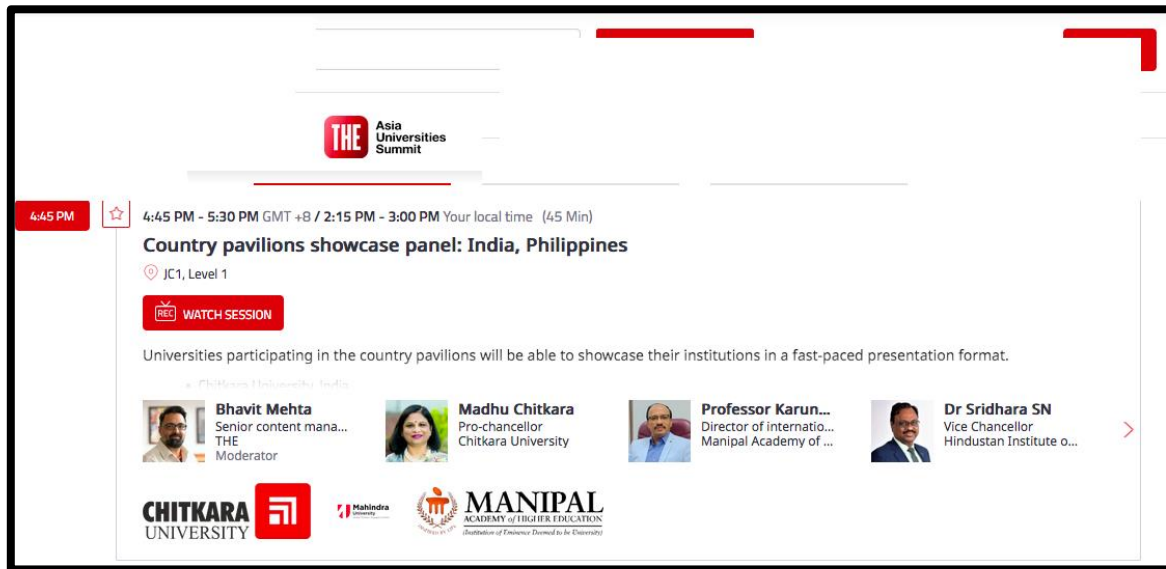 THE Asia
Universities
Summit
4:45 PM
4:45 PM - 5:30 PM GMT +8 / 2:15 PM - 3:00 PM Your local time (45 Min)
Country pavilions showcase panel: India, Philippines
JC1, Level 1
REC WATCH SESSION
Universities participating in the country pavilions will be able to showcase their institutions in a fast-paced presentation format.
• Chitkara University, India
Bhavit Mehta
Senior content mana...
THE
Moderator
Madhu Chitkara
Pro-chancellor
Chitkara University
Professor Karun...
Director of internatio...
Manipal Academy of ...
Dr Sridhara SN
Vice Chancellor
Hindustan Institute o...
CHITKARA
UNIVERSITY
Mahindra
University
MANIPAL
ACADEMY of HIGHER EDUCATION
(Institution of Eminence Deemed to be University)